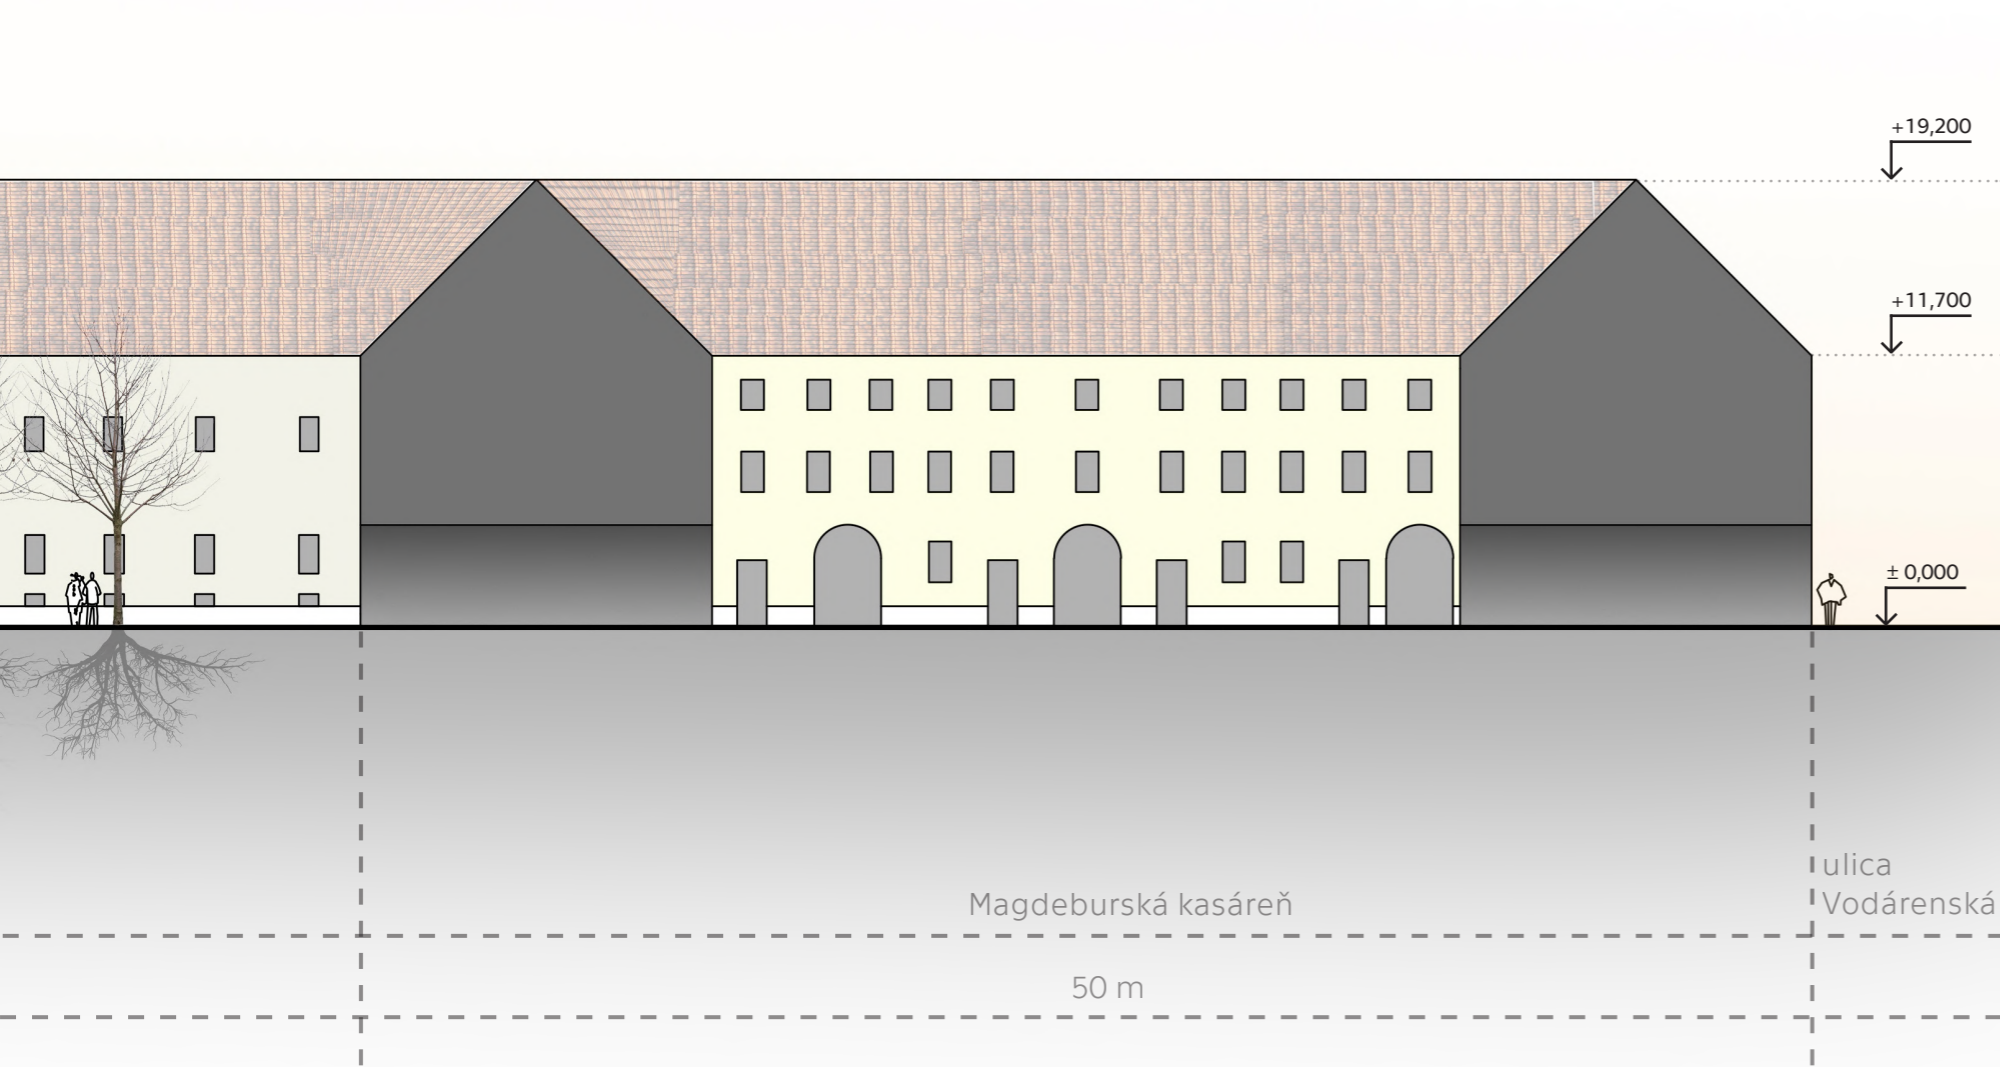 +19,200
+11,700
± 0,000
ulica
Vodárenská
Magdeburská kasáreň
50 m